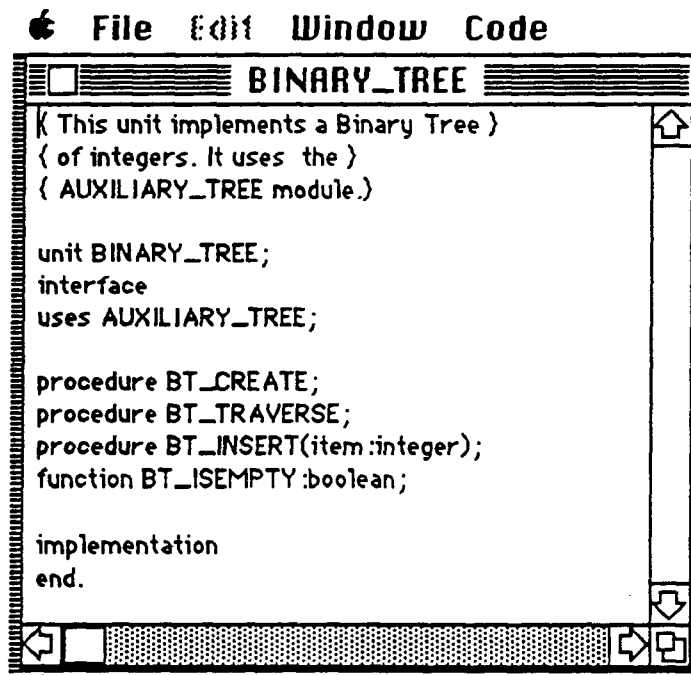 File Edit Window Code
BINARY_TREE
{ This unit implements a Binary Tree }
{ of integers. It uses the }
{ AUXILIARY_TREE module.}
unit BINARY_TREE;
interface
uses AUXILIARY_TREE;
procedure BT_CREATE;
procedure BT_TRAVERSE;
procedure BT_INSERT(item:integer);
function BT_ISEMPTY:boolean;
implementation
end.